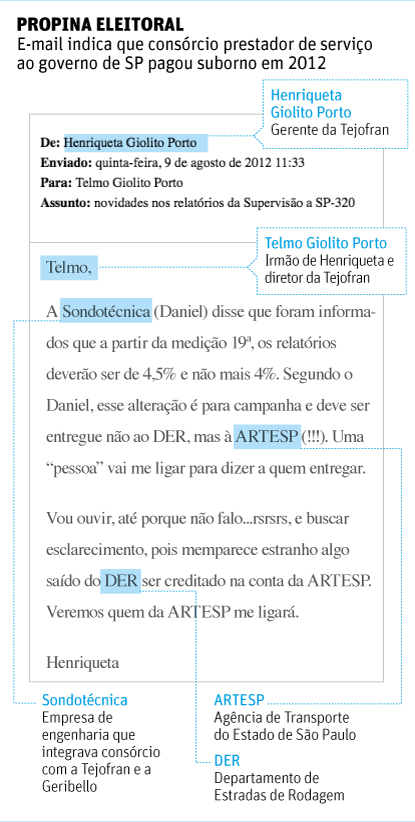 PROPINA ELEITORAL
E-mail indica que consórcio prestador de serviço
ao governo de SP pagou suborno em 2012
Henriqueta
Giolito Porto
Gerente da Tejofran
De: Henriqueta Giolito Porto
Enviado: quinta-feira, 9 de agosto de 2012 11:33
Para: Telmo Giolito Porto
Assunto: novidades nos relatórios da Supervisão a SP-320
Telmo Giolito Porto
Irmão de Henriqueta e
diretor da Tejofran
Telmo,
A Sondotécnica (Daniel) disse que foram informa-
dos que a partir da medição 19ª, os relatórios
deverão ser de 4,5% e não mais 4%. Segundo o
Daniel, esse alteração é para campanha e deve ser
entregue não ao DER, mas à ARTESP (!!!). Uma
“pessoa” vai me ligar para dizer a quem entregar.
Vou ouvir, até porque não falo...rsrsrs, e buscar
esclarecimento, pois memparece estranho algo
saído do DER ser creditado na conta da ARTESP.
Veremos quem da ARTESP me ligará.
Henriqueta
Sondotécnica
Empresa de
engenharia que
integrava consórcio
com a Tejofran e a
Geribello
ARTESP
Agência de Transporte
do Estado de São Paulo
DER
Departamento de
Estradas de Rodagem